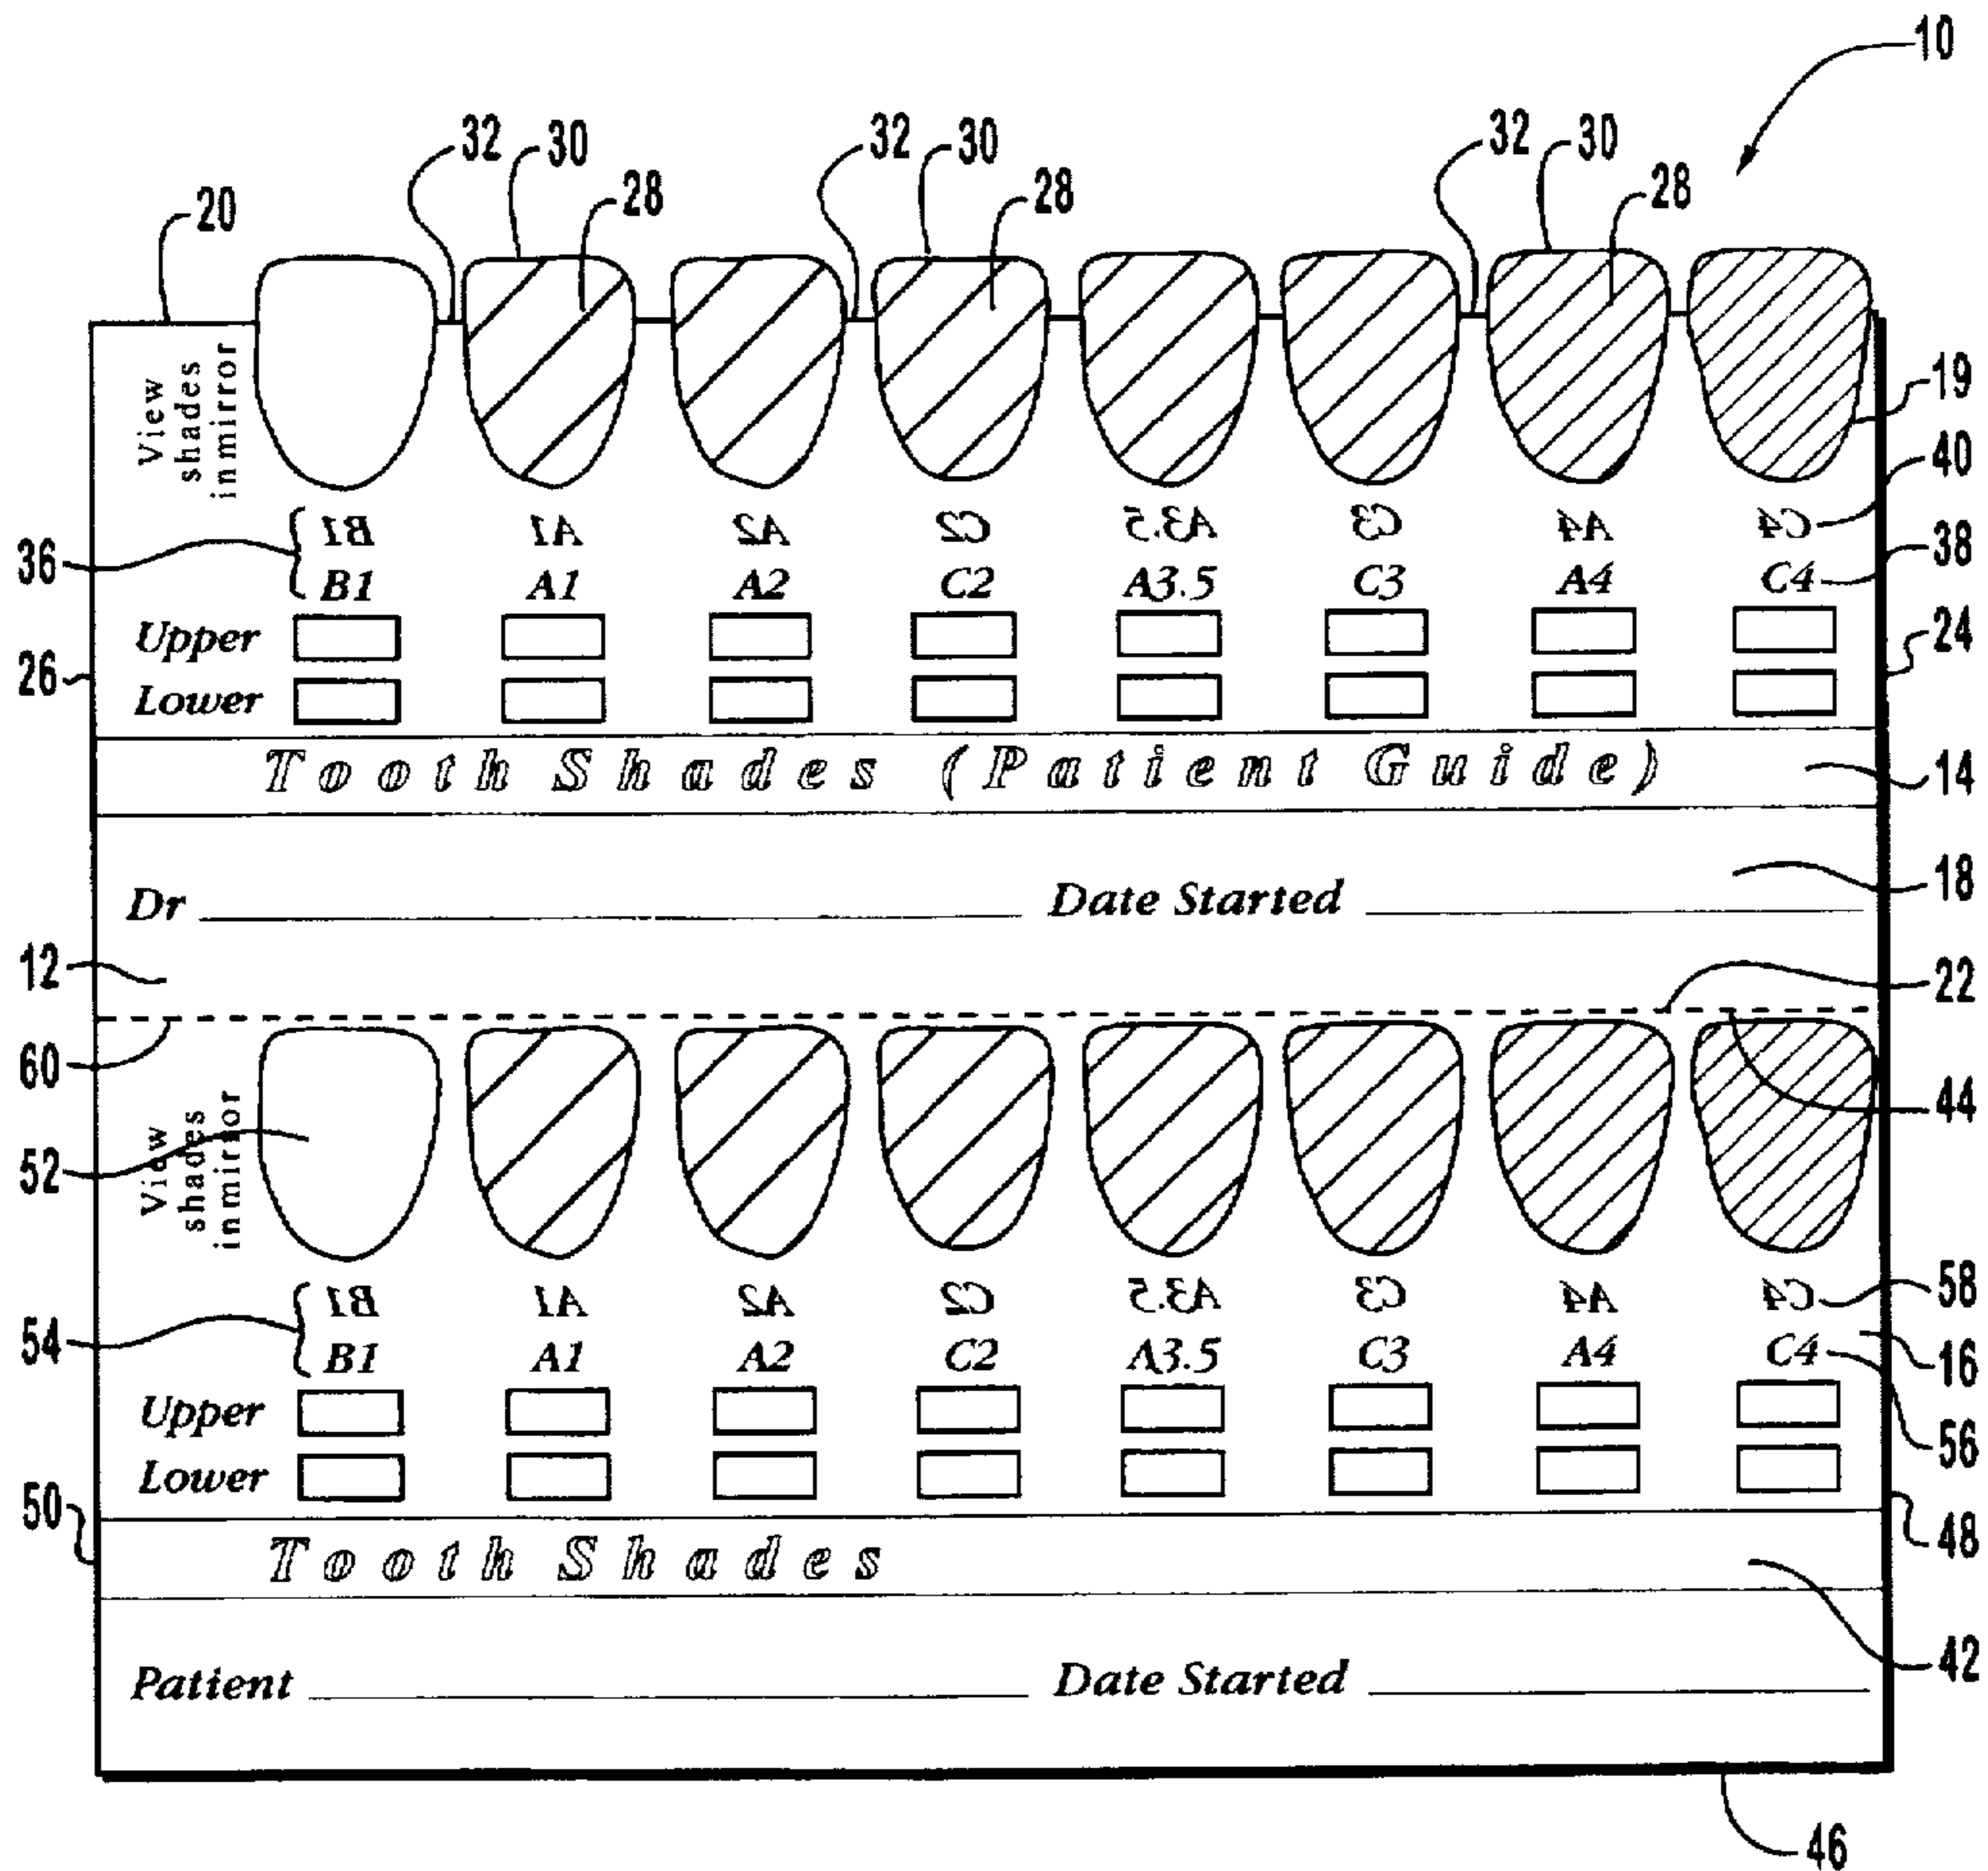 10
32 30 32 30 32 30
28 28 28
20
View
shades
inmirror
19
40
B1 A1 A2 C2 A3.5 C3 A4 C4
36 38
B1 A1 A2 C2 A3.5 C3 A4 C4
Upper 24
26
Lower
Tooth Shades (Patient Guide) 14
18
Dr Date Started
12 22
60
44
View
shades
inmirror
52
B1 A1 A2 C2 A3.5 C3 A4 C4 58
54 16
B1 A1 A2 C2 A3.5 C3 A4 C4
Upper
56
Lower
50 48
Tooth Shades
42
Patient Date Started
46